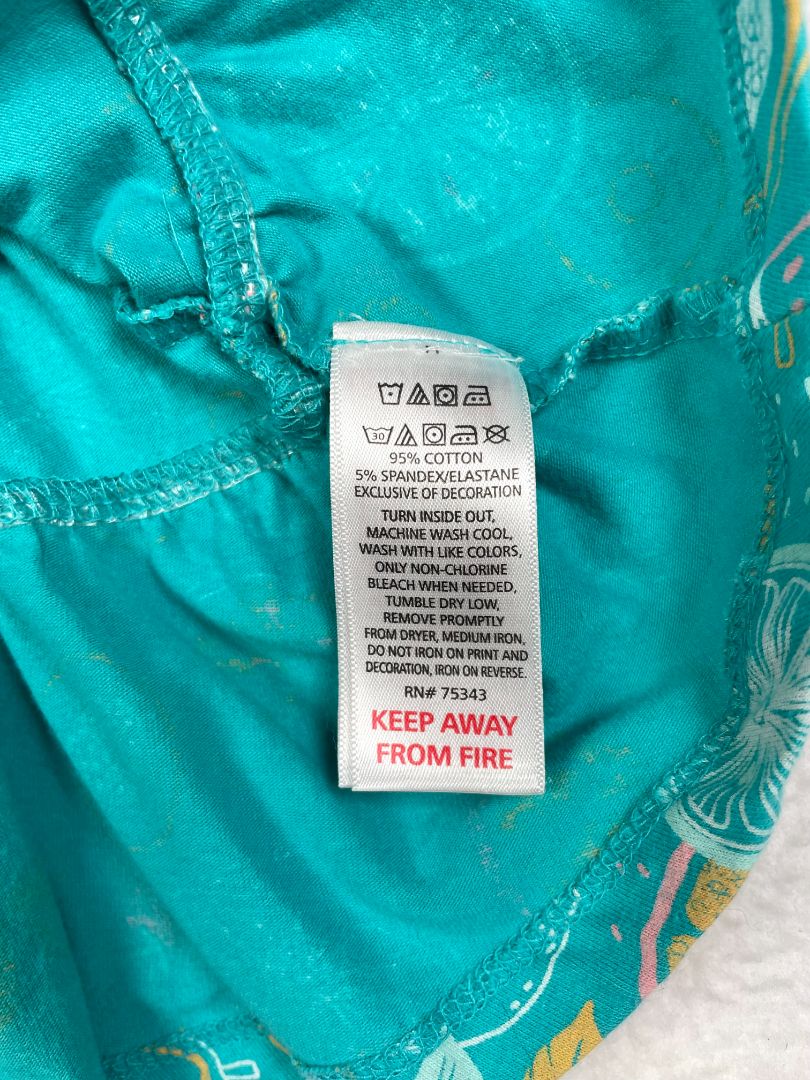 30
95% COTTON
5% SPANDEX/ELASTANE
EXCLUSIVE OF DECORATION
TURN INSIDE OUT,
MACHINE WASH COOL,
WASH WITH LIKE COLORS,
ONLY NON-CHLORINE
BLEACH WHEN NEEDED,
TUMBLE DRY LOW,
REMOVE PROMPTLY
FROM DRYER, MEDIUM IRON,
DO NOT IRON ON PRINT AND
DECORATION, IRON ON REVERSE.
RN# 75343
KEEP AWAY
FROM FIRE